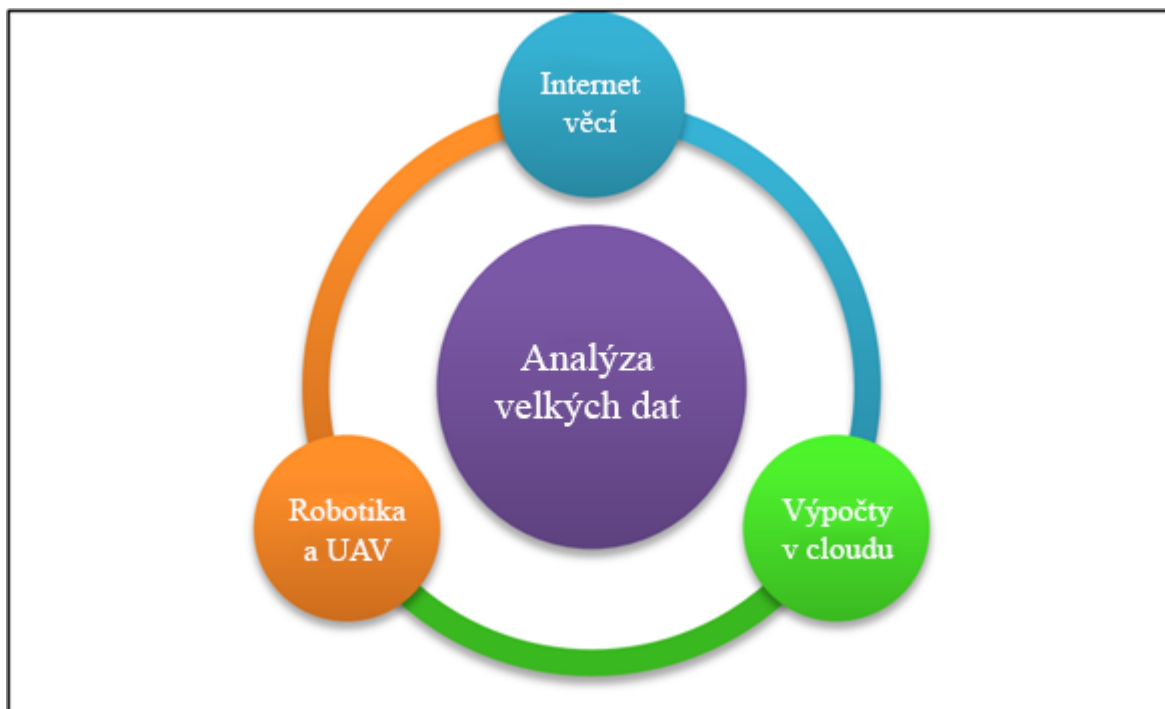 Internet
věcí
Analýza
velkých dat
Robotika
a UAV
Výpočty
v cloudu